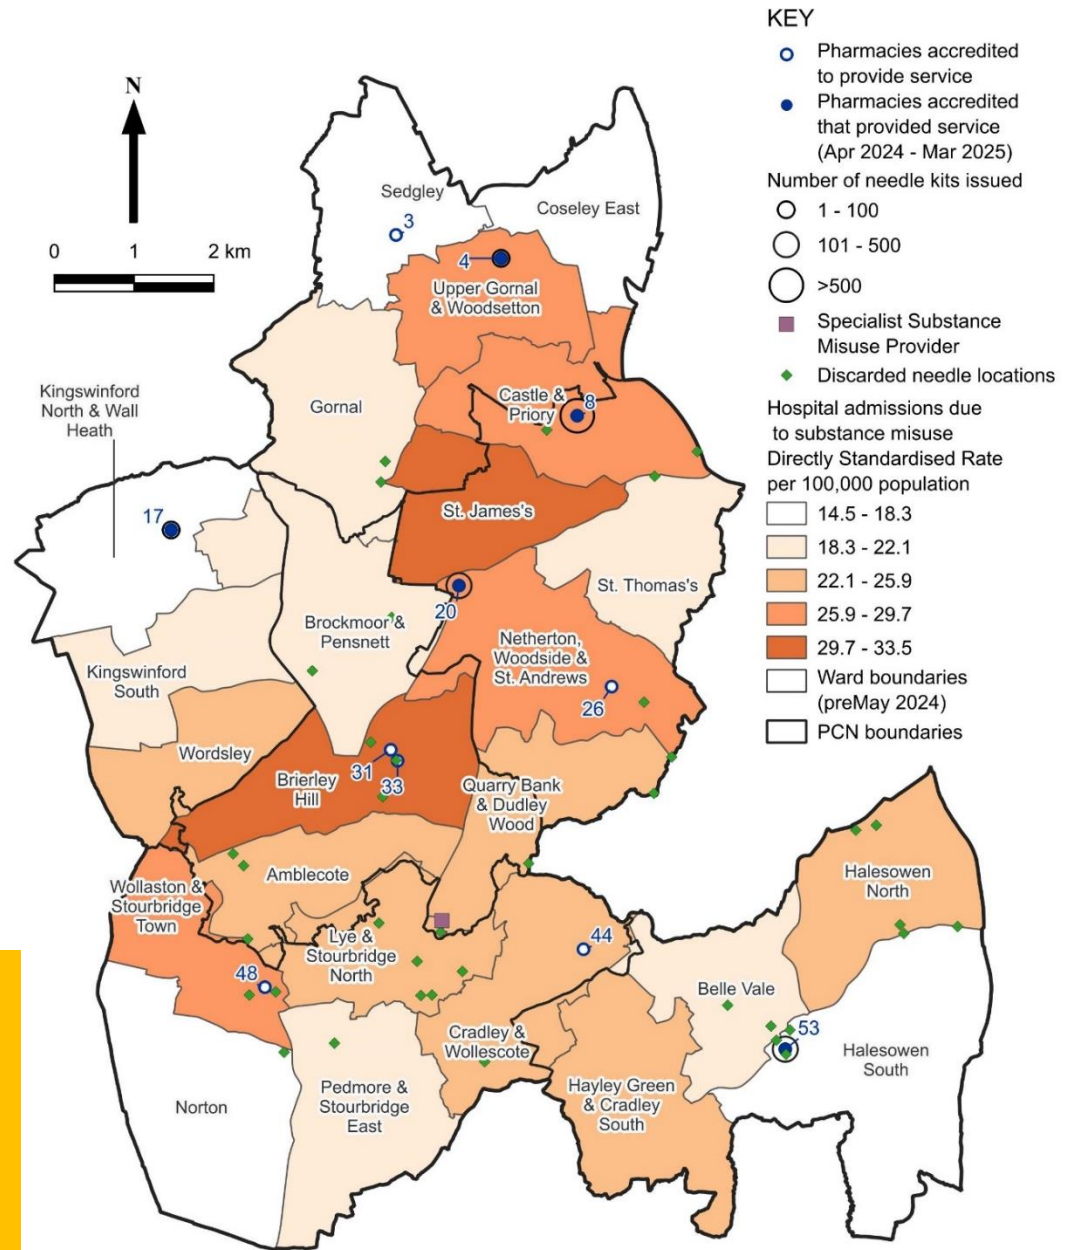 KEY
Pharmacies accredited
to provide service
Pharmacies accredited
that provided service
(Apr 2024 - Mar 2025)
Number of needle kits issued
1 - 100
101 - 500
>500
Specialist Substance
Misuse Provider
Discarded needle locations
Hospital admissions due
to substance misuse
Directly Standardised Rate
per 100,000 population
14.5 - 18.3
18.3 - 22.1
22.1 - 25.9
25.9 - 29.7
29.7 - 33.5
Ward boundaries
(preMay 2024)
PCN boundaries
N
0 1 2 km
Sedgley
3
Coseley East
4
Upper Gornal
& Woodsetton
Kingswinford
North & Wall
Heath
Gornal
Castle &
Priory
8
17
St. James's
St. Thomas's
20
Brockmoor &
Pensnett
Netherton,
Woodside &
St. Andrews
26
Kingswinford
South
Wordsley
31
33
Brierley
Hill
Quarry Bank
& Dudley
Wood
Amblecote
Halesowen
North
Wollaston &
Stourbridge
Town
Lye &
Stourbridge
North
44
48
Belle Vale
53
Cradley &
Wollescote
Halesowen
South
Norton
Pedmore &
Stourbridge
East
Hayley Green
& Cradley
South